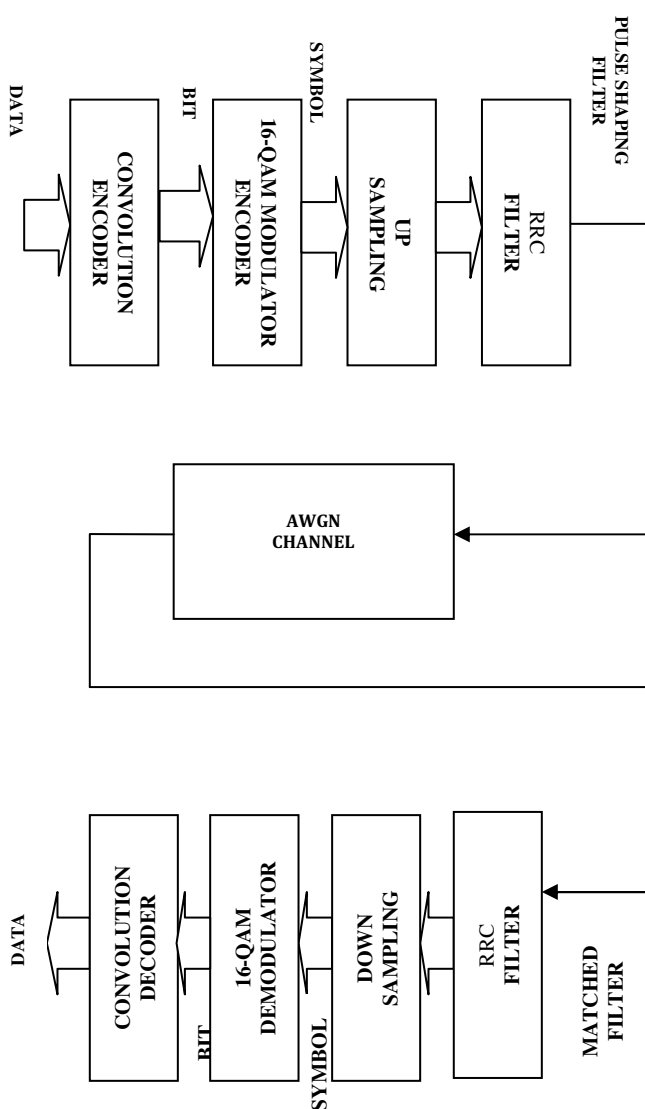 DATA
CONVOLUTION
ENCODER
BIT
16-QAM MODULATOR
ENCODER
SYMBOL
UP
SAMPLING
RRC
FILTER
PULSE SHAPING
FILTER
AWGN
CHANNEL
MATCHED
FILTER
RRC
FILTER
DOWN
SAMPLING
SYMBOL
16-QAM
DEMODULATOR
BIT
CONVOLUTION
DECODER
DATA